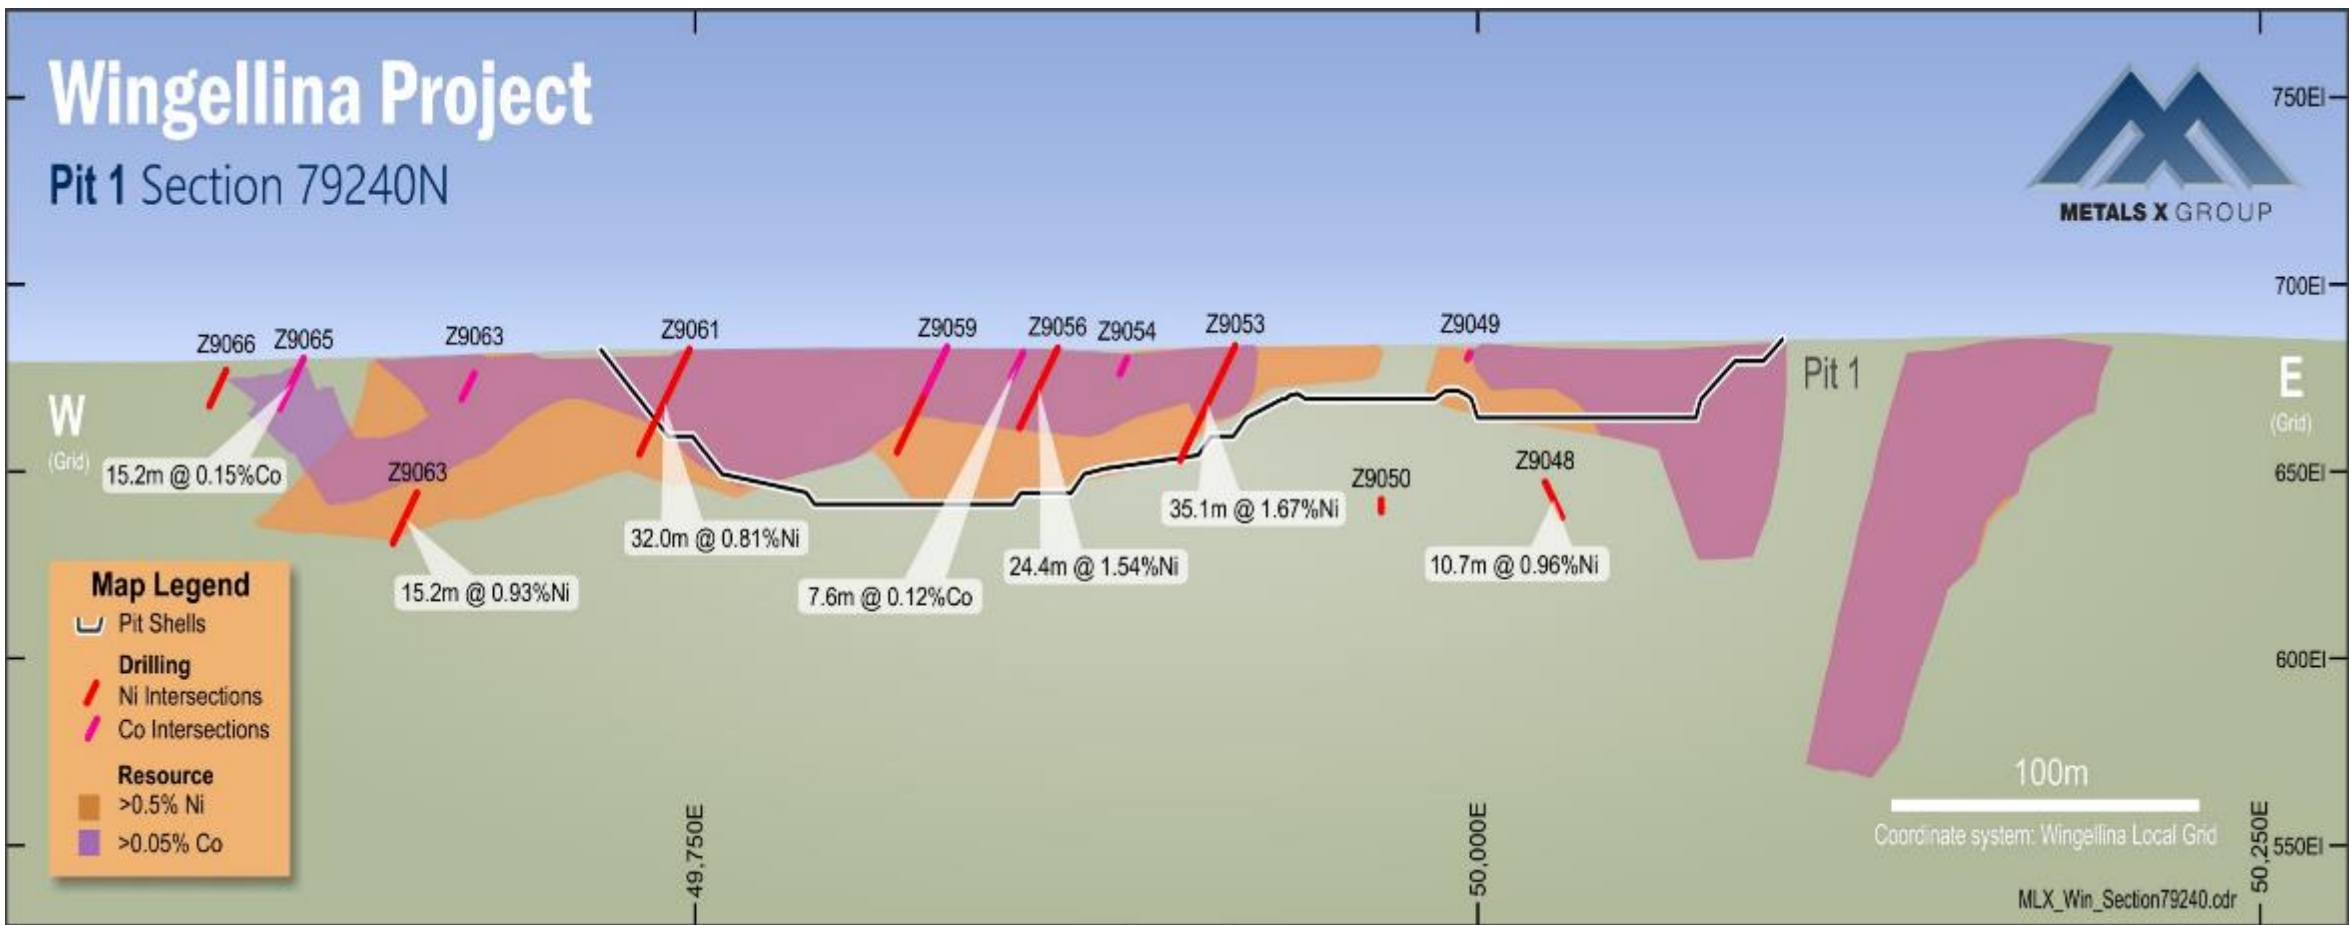 Wingellina Project
Pit 1 Section 79240N
METALS X GROUP
750El
700El
650El
600El
550El
Z9066
Z9065
Z9063
Z9061
Z9059
Z9056
Z9054
Z9053
Z9049
Pit 1
W
(Grid)
E
(Grid)
15.2m @ 0.15%Co
Z9063
15.2m @ 0.93%Ni
32.0m @ 0.81%Ni
7.6m @ 0.12%Co
24.4m @ 1.54%Ni
35.1m @ 1.67%Ni
Z9050
Z9048
10.7m @ 0.96%Ni
Map Legend
Pit Shells
Drilling
Ni Intersections
Co Intersections
Resource
>0.5% Ni
>0.05% Co
49,750E
50,000E
50,250E
100m
Coordinate system: Wingellina Local Grid
MLX_Win_Section79240.cdr